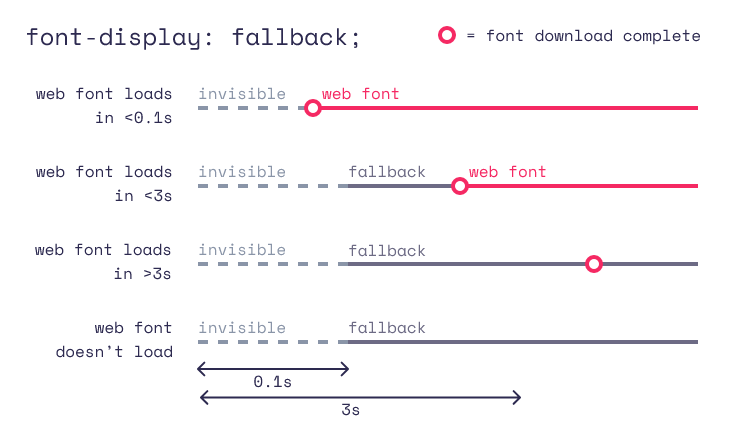 font-display: fallback;
= font download complete
web font loads
in <0.1s
invisible
web font
web font loads
in <3s
invisible
fallback
web font
web font loads
in >3s
invisible
fallback
web font
doesn’t load
invisible
fallback
0.1s
3s